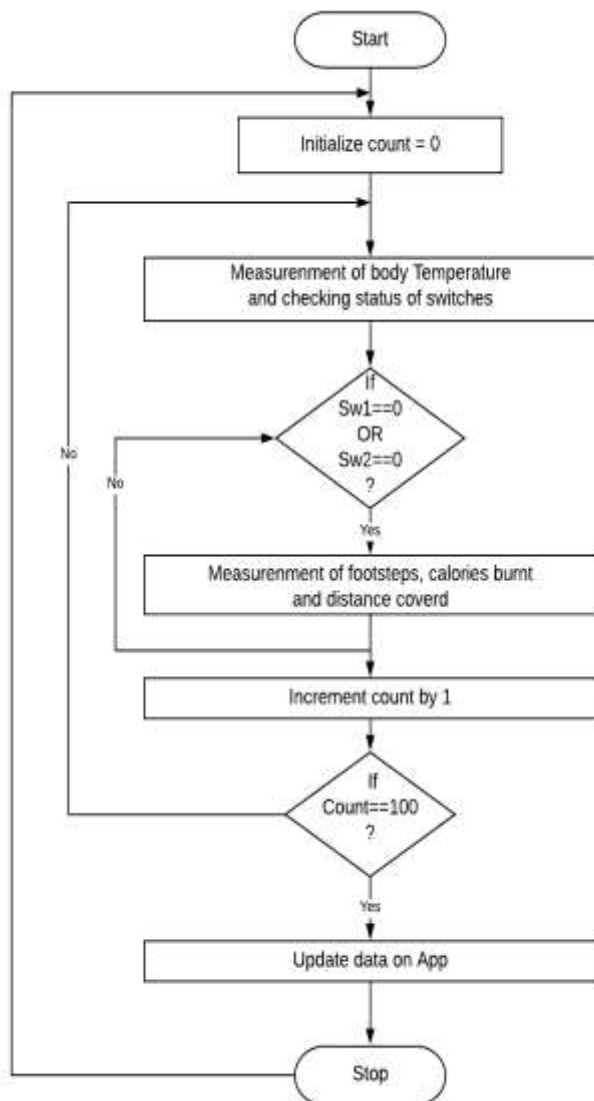 Start
Initialize count = 0
Measurenment of body Temperature
and checking status of switches
If
Sw1==0
OR
Sw2==0
?
No
No
Yes
Measurenment of footsteps, calories burnt
and distance coverd
Increment count by 1
If
Count==100
?
Yes
Update data on App
Stop